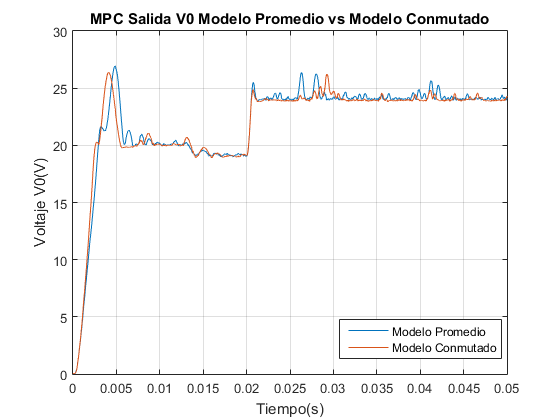 MPC Salida V0 Modelo Promedio vs Modelo Conmutado
30
25
20
15
10
5
0
Voltaje V0(V)
0 0.005 0.01 0.015 0.02 0.025 0.03 0.035 0.04 0.045 0.05
Tiempo(s)
Modelo Promedio
Modelo Conmutado